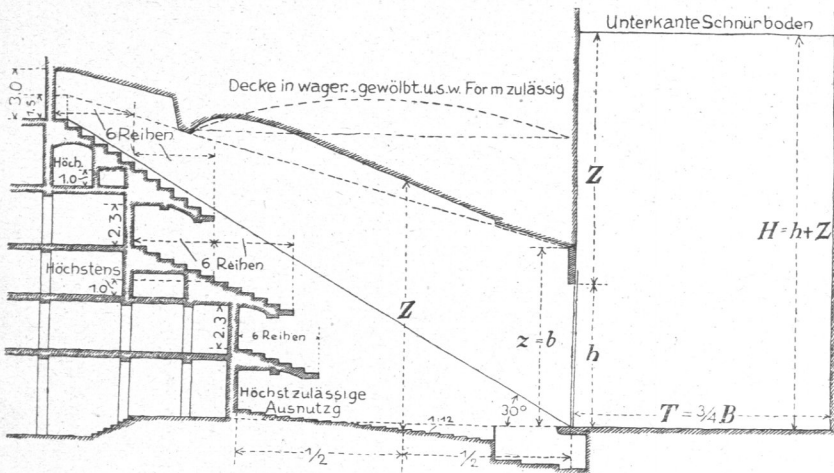 Unterkante Schnürboden
Decke in wager. gewölbt u.s.w. Form zulässig
3.0
1.5
6 Reihen
Höch.
1.0
2.3
6 Reihen
Höchstens
1.0
2.3
6 Reihen
Höchstzulässige
Ausnutzg
Z
Z
H=h+Z
z=b
h
30°
1:12
T=¾B
1/2
1/2